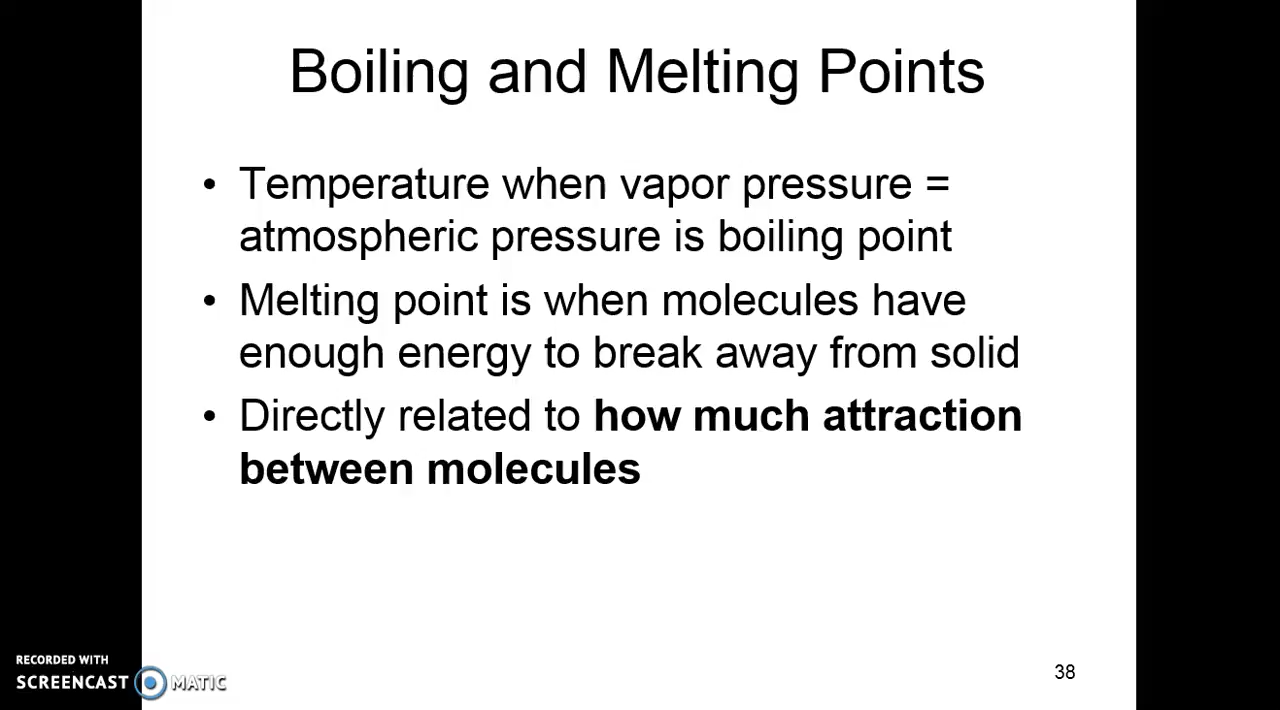 Boiling and Melting Points
• Temperature when vapor pressure =
atmospheric pressure is boiling point
• Melting point is when molecules have
enough energy to break away from solid
• Directly related to how much attraction
between molecules
RECORDED WITH
SCREENCAST MATIC
38